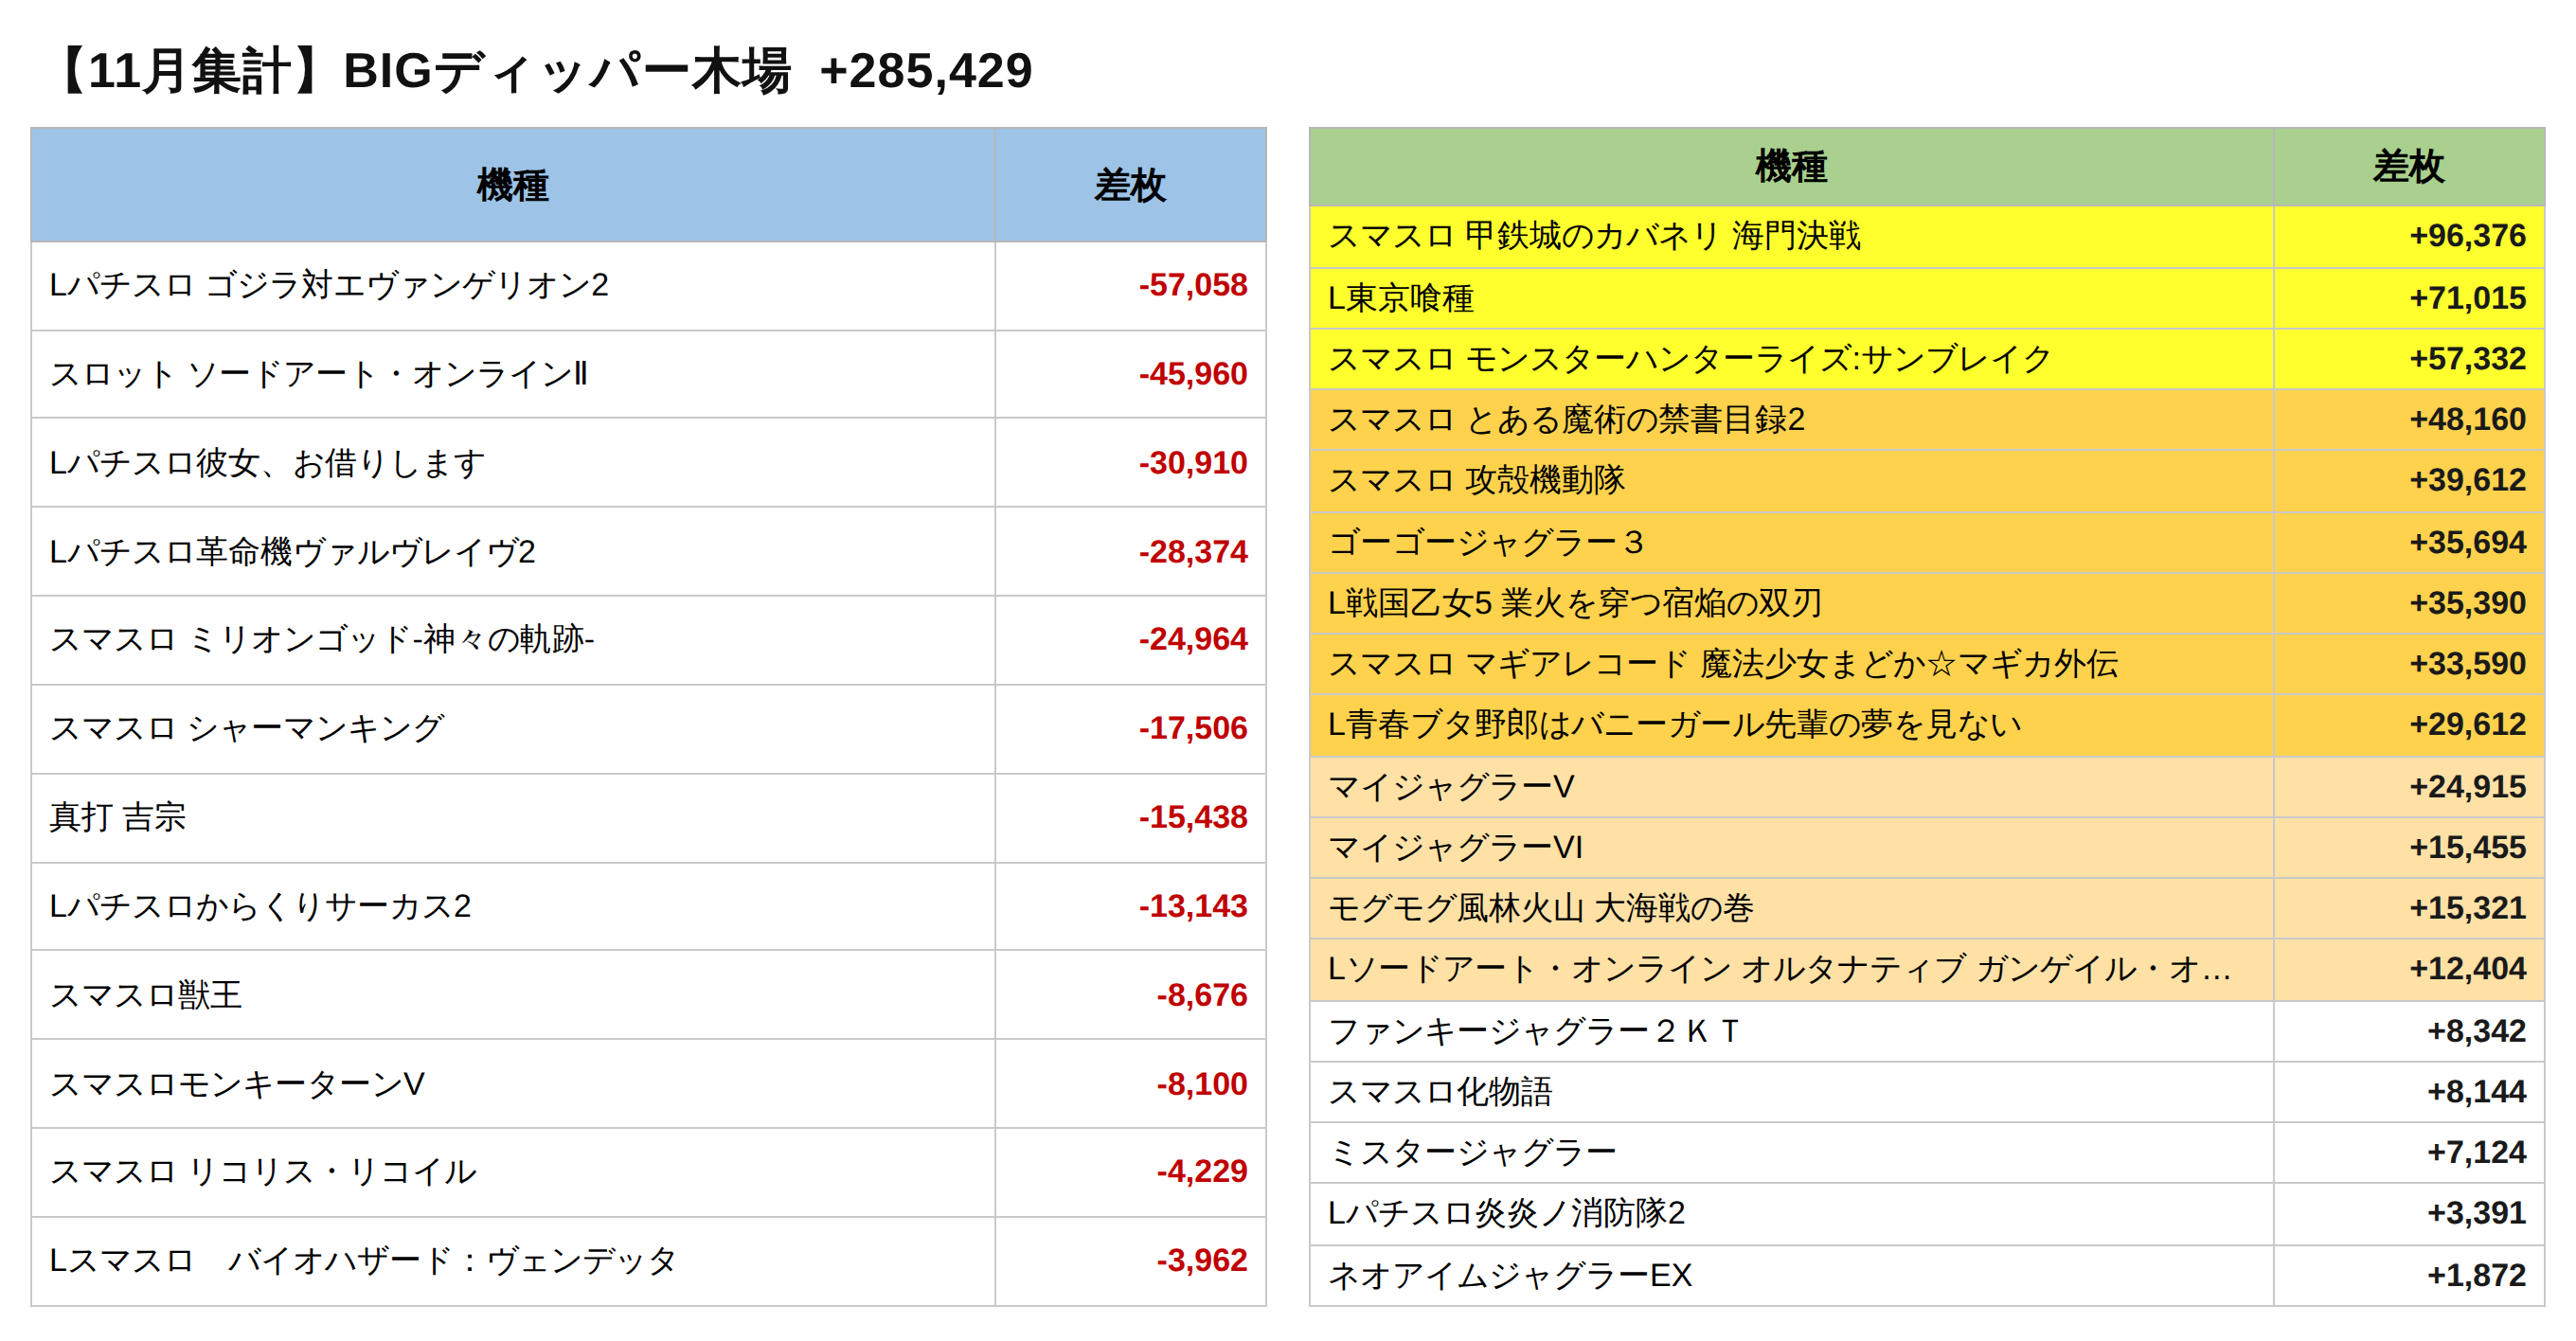 【11月集計】BIGディッパー木場 +285,429
機種 差枚
Lパチスロ ゴジラ対エヴァンゲリオン2 -57,058
スロット ソードアート・オンラインⅡ -45,960
Lパチスロ彼女、お借りします -30,910
Lパチスロ革命機ヴァルヴレイヴ2 -28,374
スマスロ ミリオンゴッド-神々の軌跡- -24,964
スマスロ シャーマンキング -17,506
真打 吉宗 -15,438
Lパチスロからくりサーカス2 -13,143
スマスロ獣王 -8,676
スマスロモンキーターンV -8,100
スマスロ リコリス・リコイル -4,229
Lスマスロ　バイオハザード：ヴェンデッタ -3,962
機種 差枚
スマスロ 甲鉄城のカバネリ 海門決戦 +96,376
L東京喰種 +71,015
スマスロ モンスターハンターライズ:サンブレイク +57,332
スマスロ とある魔術の禁書目録2 +48,160
スマスロ 攻殻機動隊 +39,612
ゴーゴージャグラー３ +35,694
L戦国乙女5 業火を穿つ宿焔の双刃 +35,390
スマスロ マギアレコード 魔法少女まどか☆マギカ外伝 +33,590
L青春ブタ野郎はバニーガール先輩の夢を見ない +29,612
マイジャグラーV +24,915
マイジャグラーVI +15,455
モグモグ風林火山 大海戦の巻 +15,321
Lソードアート・オンライン オルタナティブ ガンゲイル・オ… +12,404
ファンキージャグラー２ＫＴ +8,342
スマスロ化物語 +8,144
ミスタージャグラー +7,124
Lパチスロ炎炎ノ消防隊2 +3,391
ネオアイムジャグラーEX +1,872